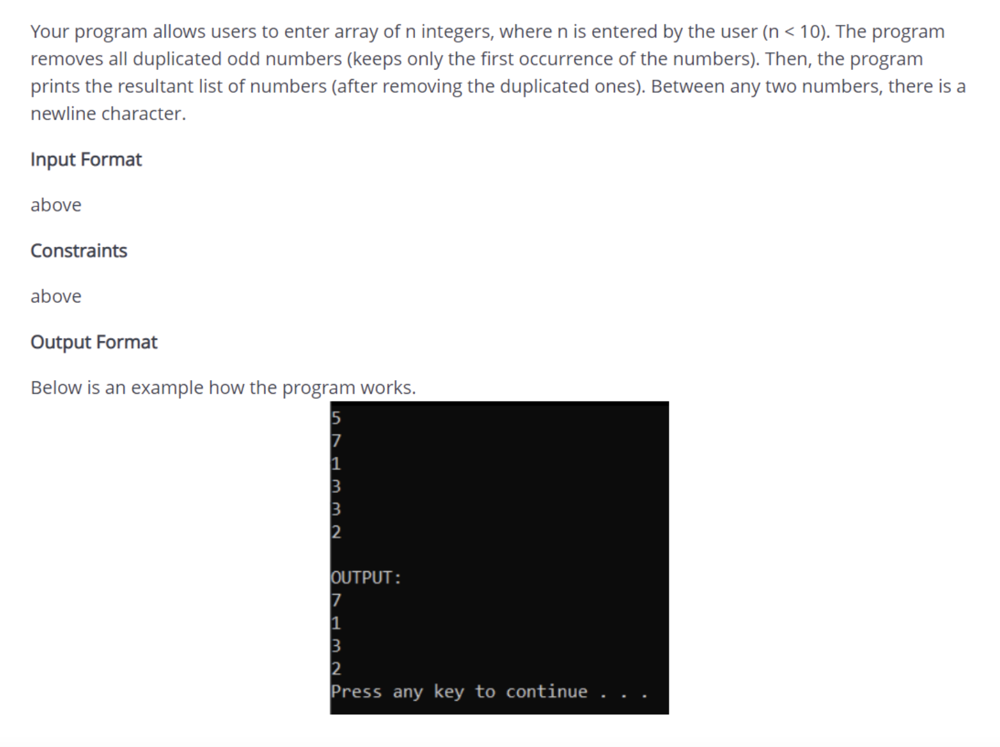 Your program allows users to enter array of n integers, where n is entered by the user (n < 10). The program
removes all duplicated odd numbers (keeps only the first occurrence of the numbers). Then, the program
prints the resultant list of numbers (after removing the duplicated ones). Between any two numbers, there is a
newline character.
Input Format
above
Constraints
above
Output Format
Below is an example how the program works.
5
7
1
3
3
2
OUTPUT:
7
1
3
2
Press any key to continue . . .